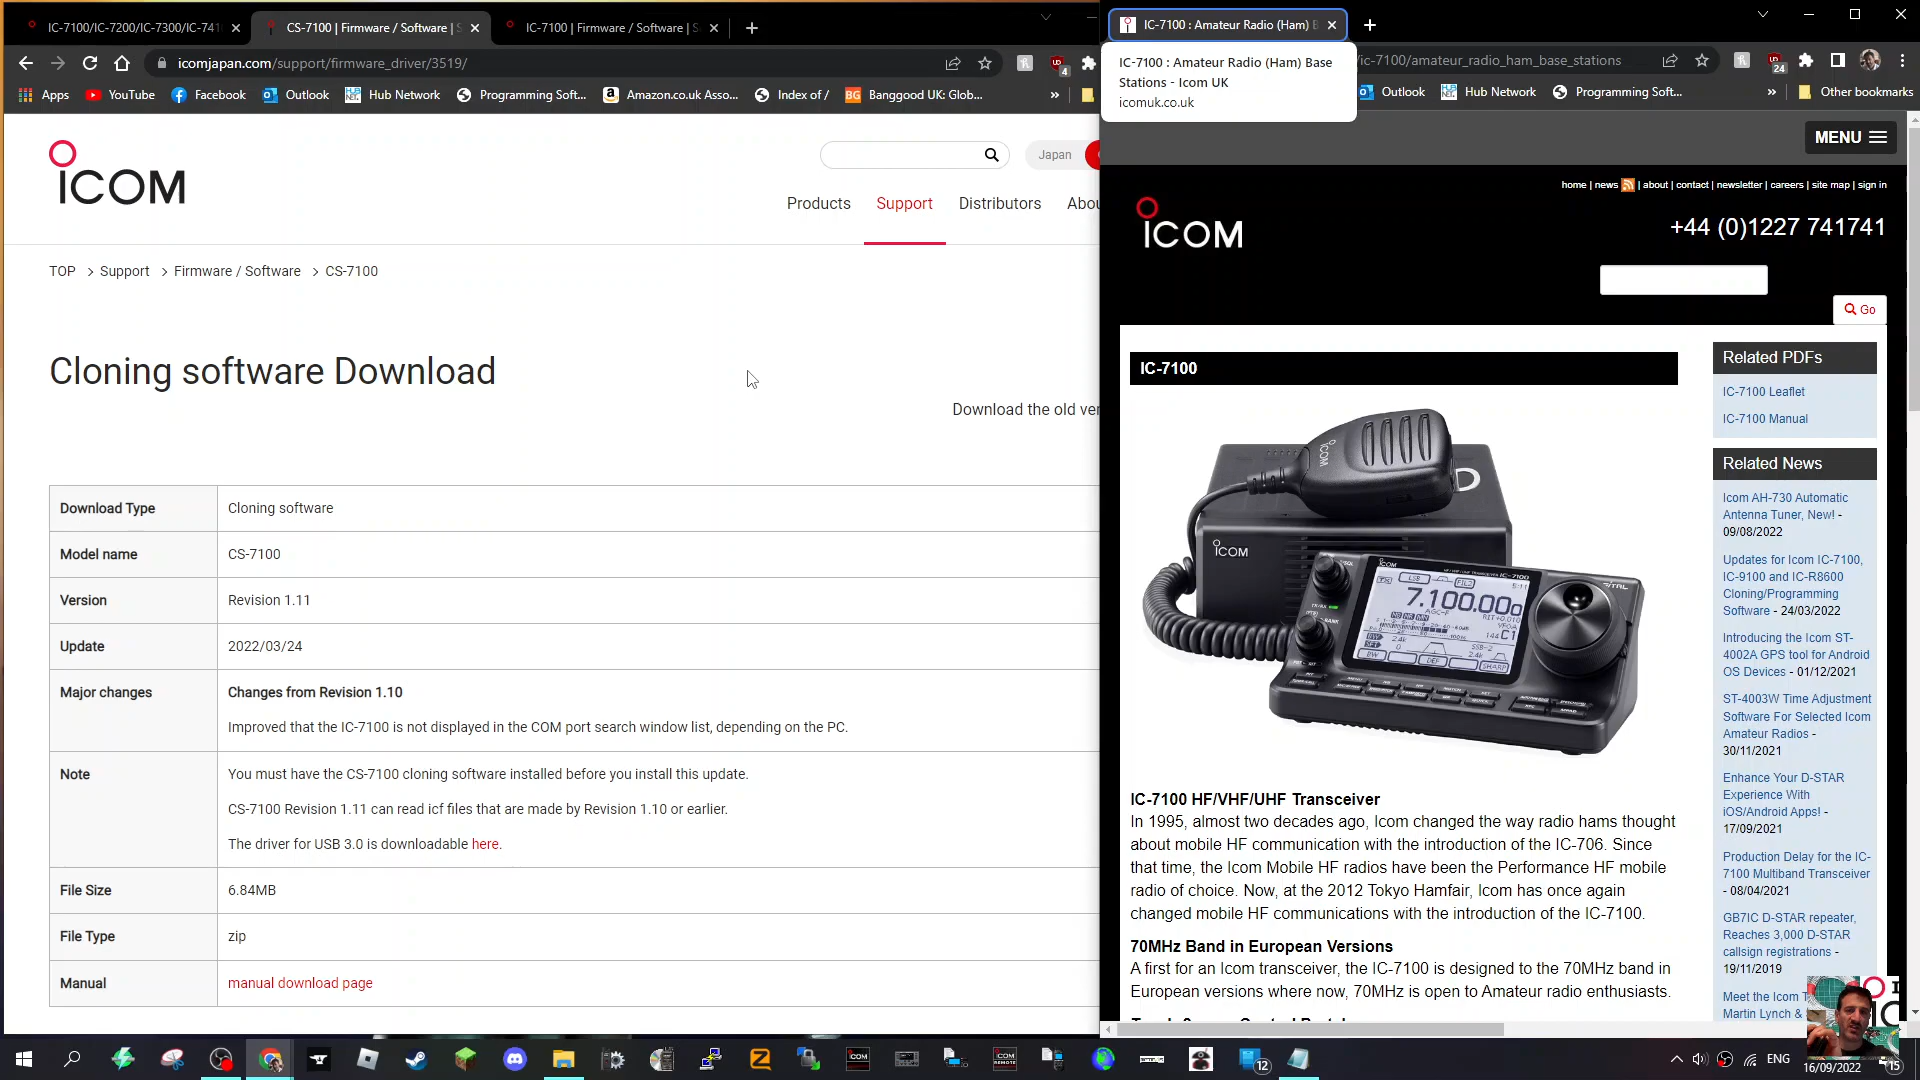 IC-7100/IC-7200/IC-7300/IC-741
CS-7100 | Firmware / Software | S
IC-7100 | Firmware / Software | S
icomjapan.com/support/firmware_driver/3519/
4
Apps
YouTube
Facebook
Outlook
Hub Network
Programming Soft...
Amazon.co.uk Asso...
Index of /
Banggood UK: Glob...
ICOM
Japan
Products
Support
Distributors
Abou
TOP > Support > Firmware / Software > CS-7100
Cloning software Download
Download the old ver
Download Type
Cloning software
Model name
CS-7100
Version
Revision 1.11
Update
2022/03/24
Major changes
Changes from Revision 1.10
Improved that the IC-7100 is not displayed in the COM port search window list, depending on the PC.
Note
You must have the CS-7100 cloning software installed before you install this update.
CS-7100 Revision 1.11 can read icf files that are made by Revision 1.10 or earlier.
The driver for USB 3.0 is downloadable here.
File Size
6.84MB
File Type
zip
Manual
manual download page
IC-7100 : Amateur Radio (Ham) B
IC-7100 : Amateur Radio (Ham) Base
Stations - Icom UK
icomuk.co.uk
/ic-7100/amateur_radio_ham_base_stations
24
Outlook
Hub Network
Programming Soft...
Other bookmarks
MENU
home | news | about | contact | newsletter | careers | site map | sign in
ICOM
+44 (0)1227 741741
Go
IC-7100
ICOM
ICOM
7.100.00
IC-7100 HF/VHF/UHF Transceiver
In 1995, almost two decades ago, Icom changed the way radio hams thought
about mobile HF communication with the introduction of the IC-706. Since
that time, the Icom Mobile HF radios have been the Performance HF mobile
radio of choice. Now, at the 2012 Tokyo Hamfair, Icom has once again
changed mobile HF communications with the introduction of the IC-7100.
70MHz Band in European Versions
A first for an Icom transceiver, the IC-7100 is designed to the 70MHz band in
European versions where now, 70MHz is open to Amateur radio enthusiasts.
Related PDFs
IC-7100 Leaflet
IC-7100 Manual
Related News
Icom AH-730 Automatic
Antenna Tuner, New! -
09/08/2022
Updates for Icom IC-7100,
IC-9100 and IC-R8600
Cloning/Programming
Software - 24/03/2022
Introducing the Icom ST-
4002A GPS tool for Android
OS Devices - 01/12/2021
ST-4003W Time Adjustment
Software For Selected Icom
Amateur Radios -
30/11/2021
Enhance Your D-STAR
Experience With
iOS/Android Apps! -
17/09/2021
Production Delay for the IC-
7100 Multiband Transceiver
- 08/04/2021
GB7IC D-STAR repeater,
Reaches 3,000 D-STAR
callsign registrations -
19/11/2019
Meet the Icom T
Martin Lynch &
12
ENG
16/09/2022
15